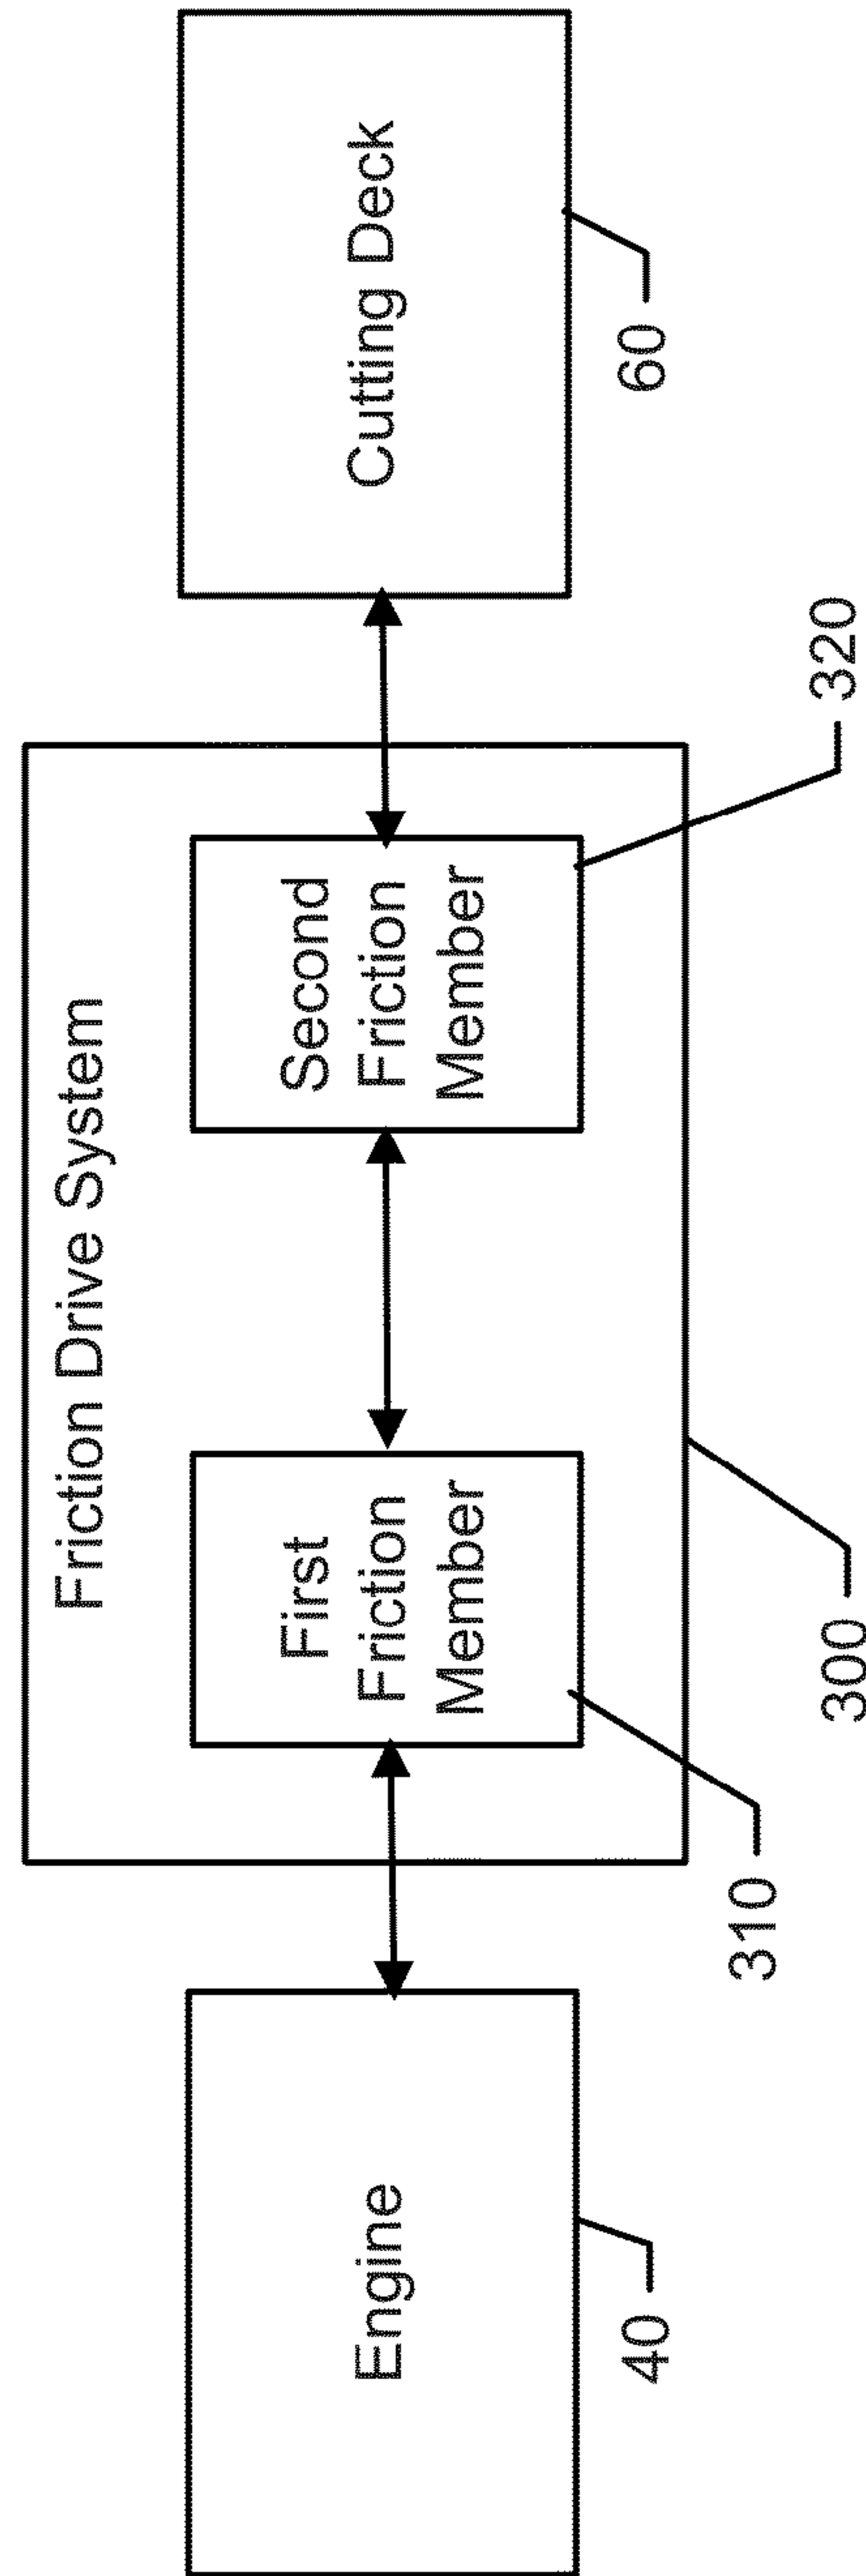 Friction Drive System
Engine
First
Friction
Member
Second
Friction
Member
Cutting Deck
40
310
300
320
60